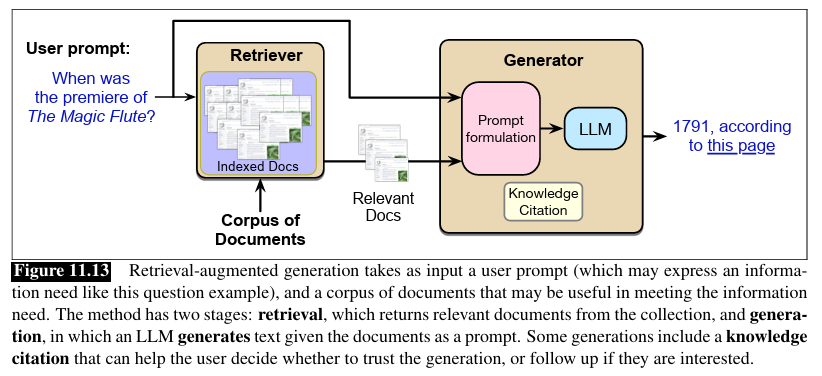 User prompt:
When was
the premiere of
The Magic Flute?
Retriever
Indexed Docs
Corpus of
Documents
Relevant
Docs
Generator
Prompt
formulation
LLM
Knowledge
Citation
1791, according
to this page
Figure 11.13 Retrieval-augmented generation takes as input a user prompt (which may express an informa-
tion need like this question example), and a corpus of documents that may be useful in meeting the information
need. The method has two stages: retrieval, which returns relevant documents from the collection, and genera-
tion, in which an LLM generates text given the documents as a prompt. Some generations include a knowledge
citation that can help the user decide whether to trust the generation, or follow up if they are interested.